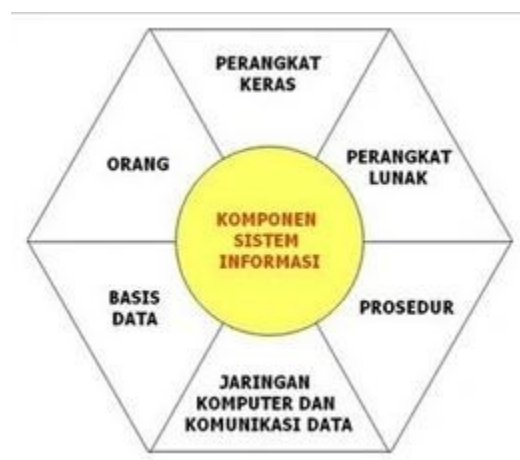 PERANGKAT
KERAS
ORANG
PERANGKAT
LUNAK
KOMPONEN
SISTEM
INFORMASI
BASIS
DATA
PROSEDUR
JARINGAN
KOMPUTER DAN
KOMUNIKASI DATA